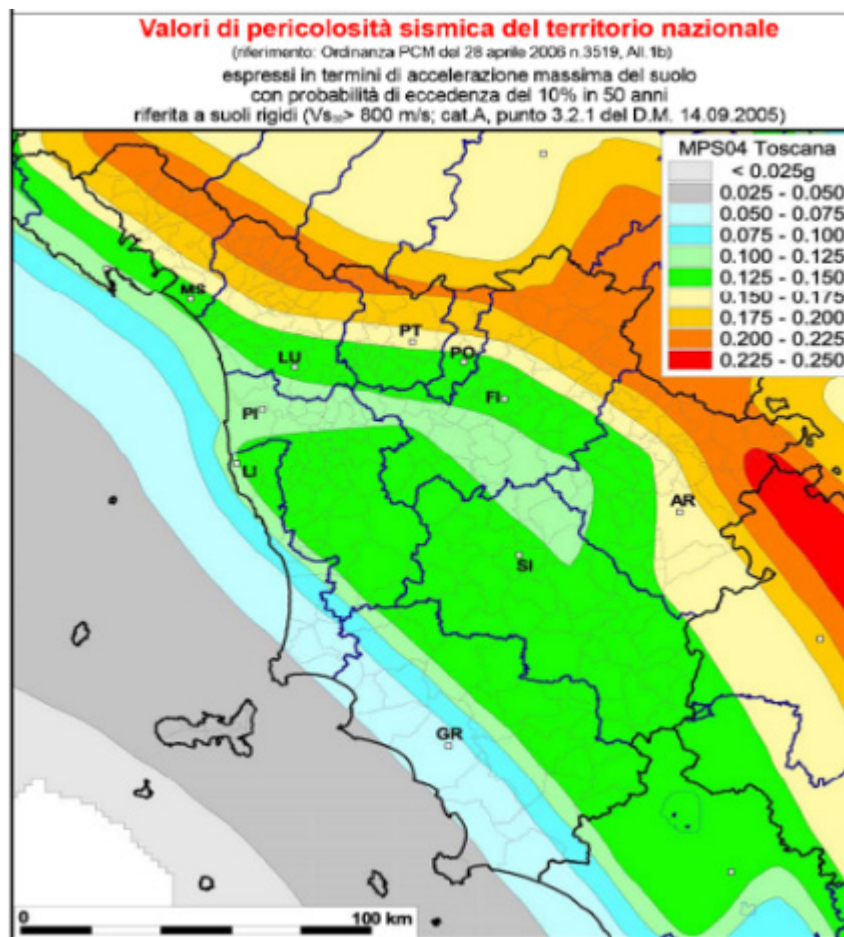 Valori di pericolosità sismica del territorio nazionale
(riferimento: Ordinanza PCM del 28 aprile 2006 n.3519, All.1b)
espressi in termini di accelerazione massima del suolo
con probabilità di eccedenza del 10% in 50 anni
riferita a suoli rigidi (Vs₃₀> 800 m/s; cat.A, punto 3.2.1 del D.M. 14.09.2005)
MPS04 Toscana
< 0.025g
0.025 - 0.050
0.050 - 0.075
0.075 - 0.100
0.100 - 0.125
0.125 - 0.150
0.150 - 0.175
0.175 - 0.200
0.200 - 0.225
0.225 - 0.250
MS
PT
LU
PO
FI
PI
LI
AR
SI
GR
0 100 km